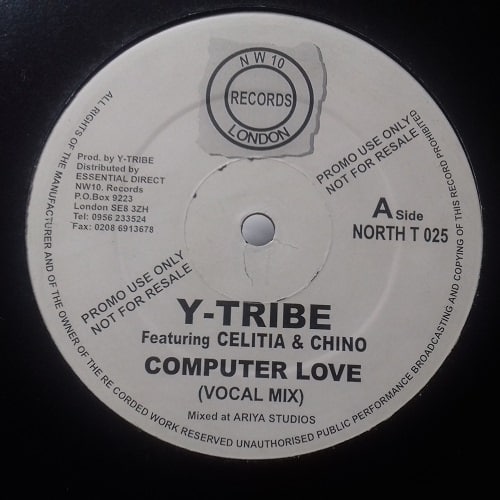 NW10
RECORDS
LONDON
Prod. by Y-TRIBE
Distributed by
ESSENTIAL DIRECT
NW10. Records
P.O.Box 9223
London SE8 3ZH
Tel: 0956 233524
Fax: 0208 6913678
PROMO USE ONLY
NOT FOR RESALE
A Side
NORTH T 025
PROMO USE ONLY
NOT FOR RESALE
Y-TRIBE
Featuring CELITIA & CHINO
COMPUTER LOVE
(VOCAL MIX)
Mixed at ARIYA STUDIOS
ALL RIGHTS OF THE MANUFACTURER AND OF THE OWNER OF THE RE CORDED WORK RESERVED UNAUTHORISED PUBLIC PERFORMANCE BROADCASTING AND COPYING OF THIS RECORD PROHIBITED